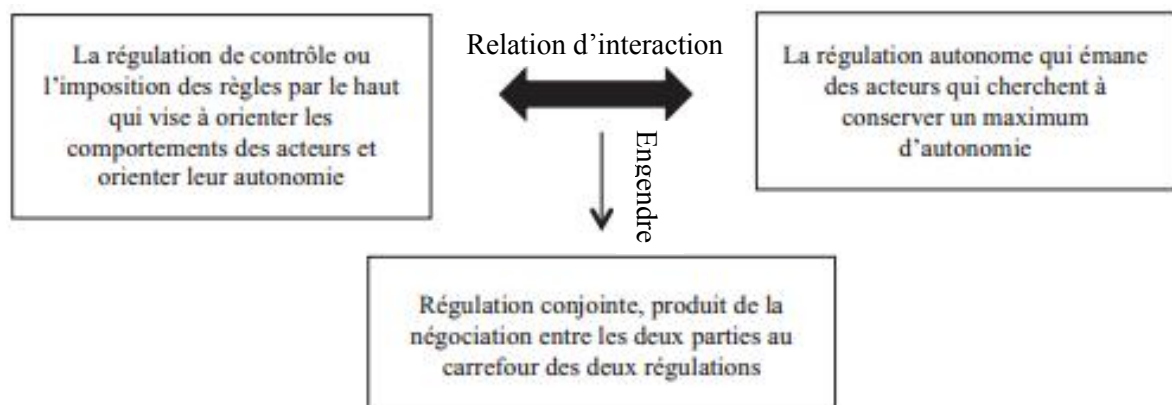 La régulation de contrôle ou
l'imposition des règles par le haut
qui vise à orienter les
comportements des acteurs et
orienter leur autonomie
Relation d'interaction
La régulation autonome qui émane
des acteurs qui cherchent à
conserver un maximum
d'autonomie
Engendre
Régulation conjointe, produit de la
négociation entre les deux parties au
carrefour des deux régulations